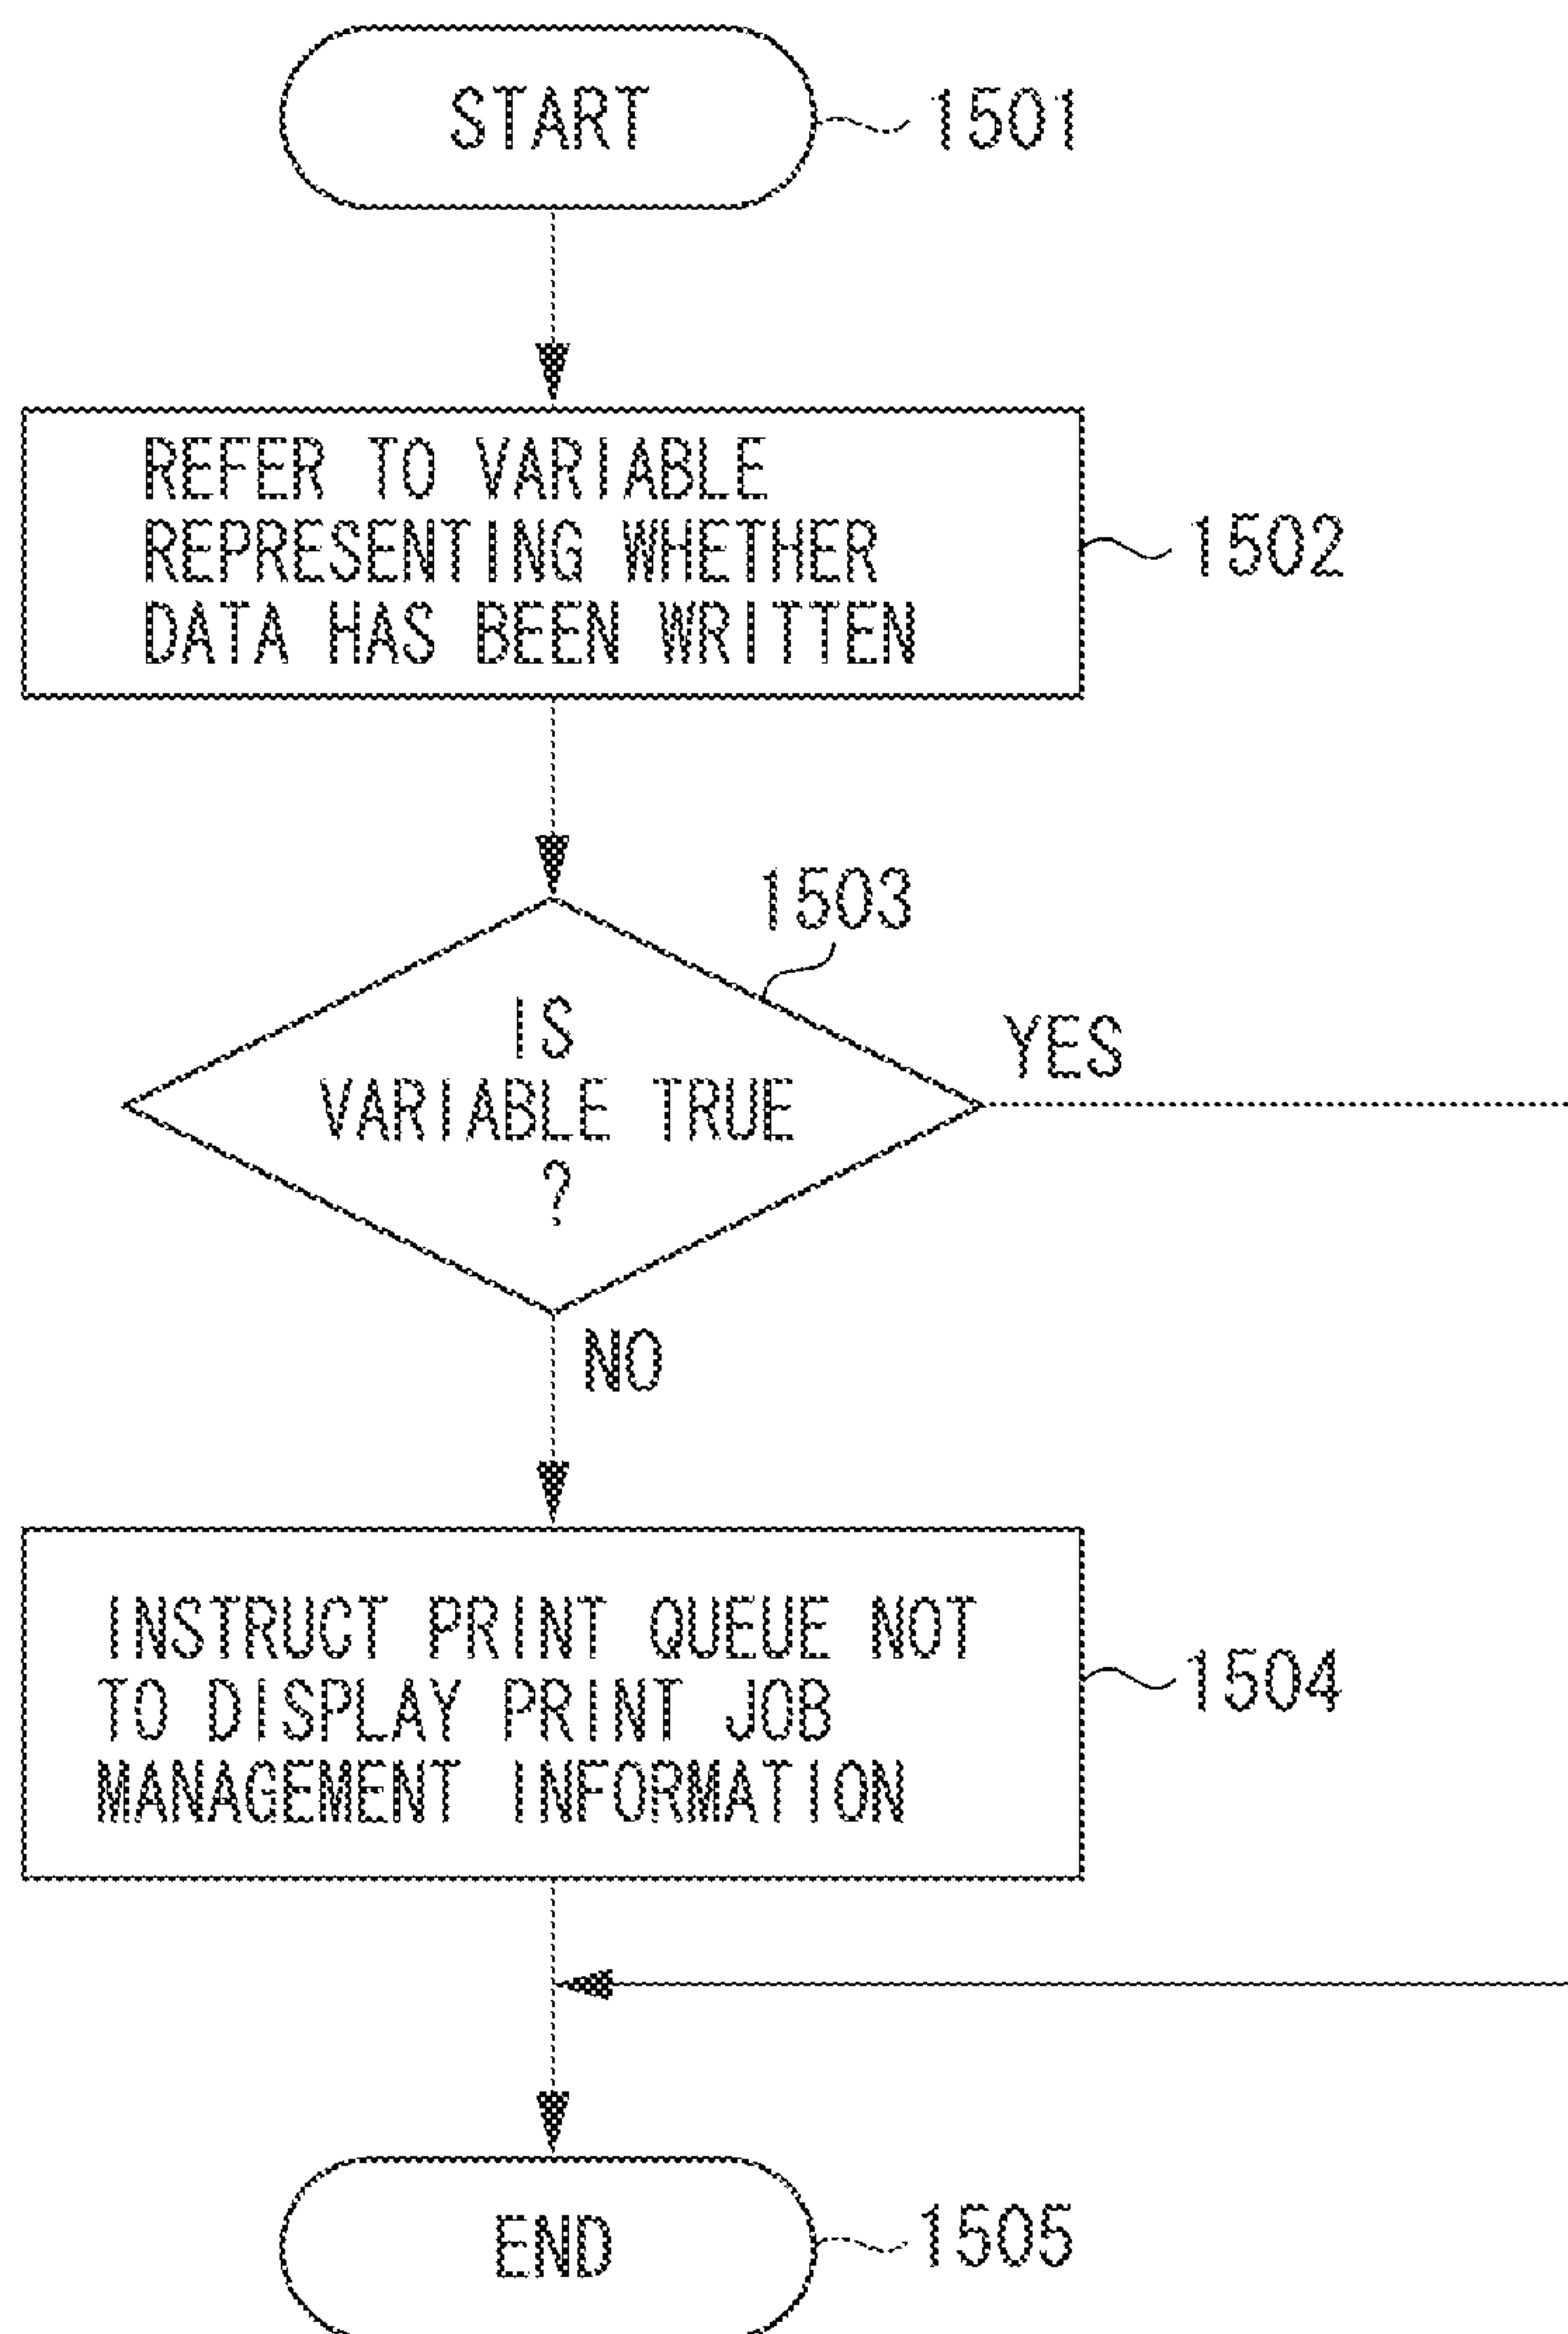 START
1501
REFER TO VARIABLE
REPRESENTING WHETHER
DATA HAS BEEN WRITTEN
1502
1503
IS
VARIABLE TRUE
?
YES
NO
INSTRUCT PRINT QUEUE NOT
TO DISPLAY PRINT JOB
MANAGEMENT INFORMATION
1504
END
1505